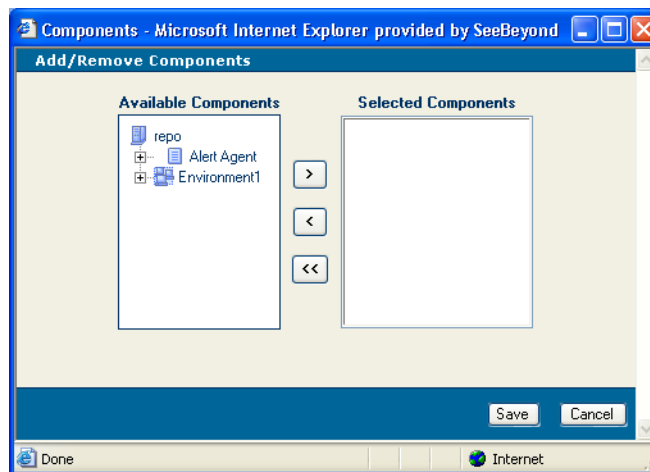 Components - Microsoft Internet Explorer provided by SeeBeyond
Add/Remove Components
Available Components
Selected Components
repo
Alert Agent
Environment1
>
<
<<
Save
Cancel
Done
Internet